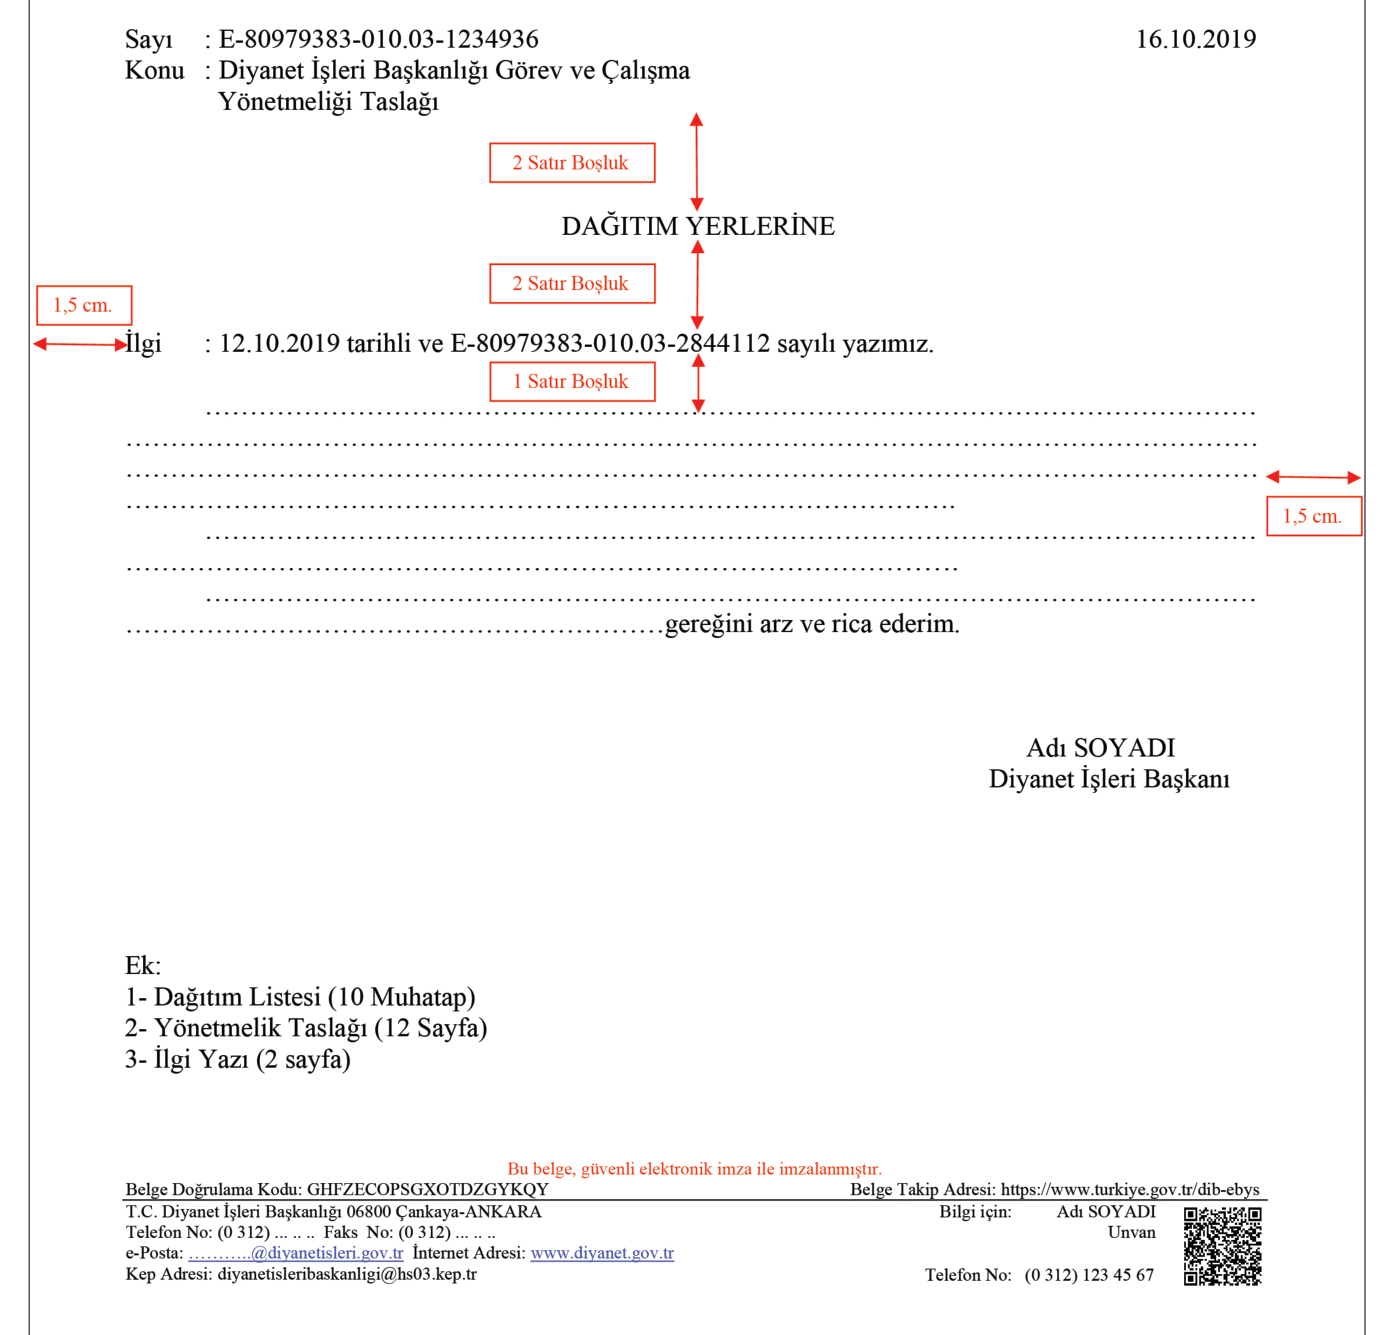 Sayı : E-80979383-010.03-1234936 16.10.2019
Konu : Diyanet İşleri Başkanlığı Görev ve Çalışma
Yönetmeliği Taslağı
2 Satır Boşluk
DAĞITIM YERLERİNE
2 Satır Boşluk
1,5 cm.
İlgi : 12.10.2019 tarihli ve E-80979383-010.03-2844112 sayılı yazımız.
1 Satır Boşluk
……………………………………………………………………………………………………
……………………………………………………………………………………………………………
……………………………………………………………………………………………………………
……………………………………………………………………………….
1,5 cm.
……………………………………………………………………………………………………
……………………………………………………………………………….
……………………………………………………………………………………………………
……………………………………………………gereğini arz ve rica ederim.
Adı SOYADI
Diyanet İşleri Başkanı
Ek:
1- Dağıtım Listesi (10 Muhatap)
2- Yönetmelik Taslağı (12 Sayfa)
3- İlgi Yazı (2 sayfa)
Bu belge, güvenli elektronik imza ile imzalanmıştır.
Belge Doğrulama Kodu: GHFZECOPSGXOTDZGYKQY Belge Takip Adresi: https://www.turkiye.gov.tr/dib-ebys
T.C. Diyanet İşleri Başkanlığı 06800 Çankaya-ANKARA Bilgi için: Adı SOYADI
Telefon No: (0 312) ... .. .. Faks No: (0 312) ... .. .. Unvan
e-Posta: ………..@diyanetisleri.gov.tr İnternet Adresi: www.diyanet.gov.tr
Kep Adresi: diyanetisleribaskanligi@hs03.kep.tr Telefon No: (0 312) 123 45 67